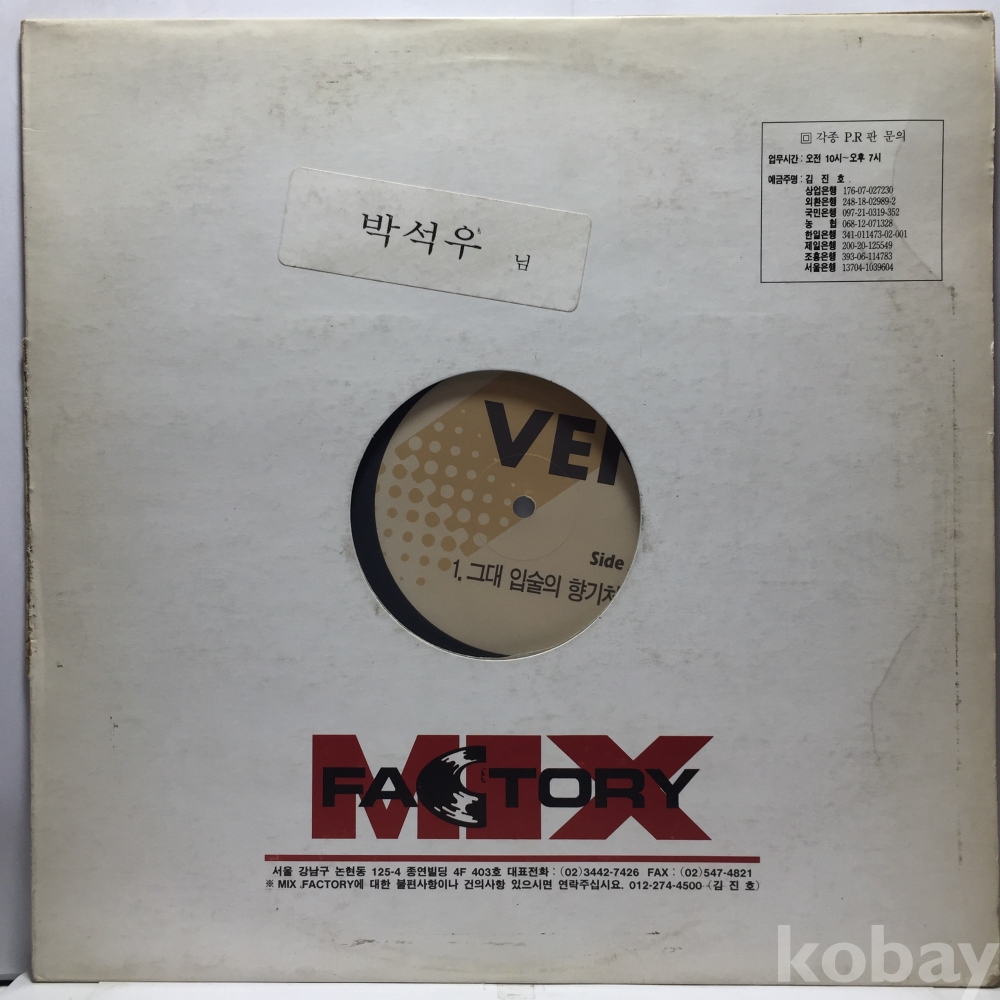 回 각종 P.R 판 문의
업무시간 : 오전 10시~오후 7시
예금주명 : 김 진 호
상업은행 176-07-027230
외환은행 248-18-02989-2
국민은행 097-21-0319-352
농 협 068-12-071328
한일은행 341-011473-02-001
제일은행 200-20-125549
조흥은행 393-06-114783
서울은행 13704-1039604
박석우 님
VEI
Side
1. 그대 입술의 향기처
MIX
FACTORY
서울 강남구 논현동 125-4 종연빌딩 4F 403호 대표전화 : (02)3442-7426 FAX : (02)547-4821
※ MIX .FACTORY에 대한 불편사항이나 건의사항 있으시면 연락주십시요. 012-274-4500 (김 진 호)
kobay